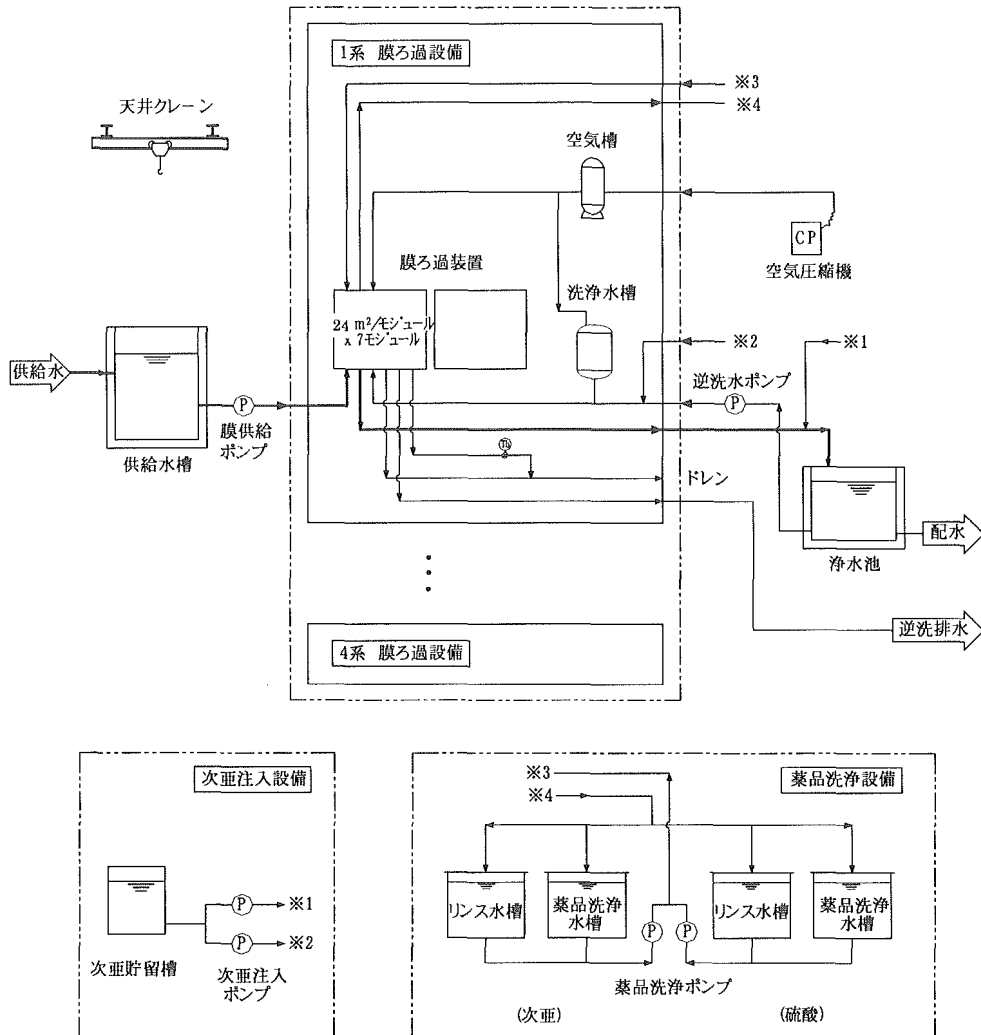 1系 膜ろ過設備
※3
※4
天井クレーン
空気槽
CP
空気圧縮機
膜ろ過装置
洗浄水槽
24 m²/モジュール
x 7モジュール
※2
※1
供給水
逆洗水ポンプ
P
P
膜供給
ポンプ
供給水槽
ドレン
配水
浄水池
逆洗排水
4系 膜ろ過設備
次亜注入設備
※3
※4
薬品洗浄設備
リンス水槽
薬品洗浄
水槽
リンス水槽
薬品洗浄
水槽
P
※1
P
※2
P
P
次亜貯留槽
次亜注入
ポンプ
薬品洗浄ポンプ
(次亜)
(硫酸)